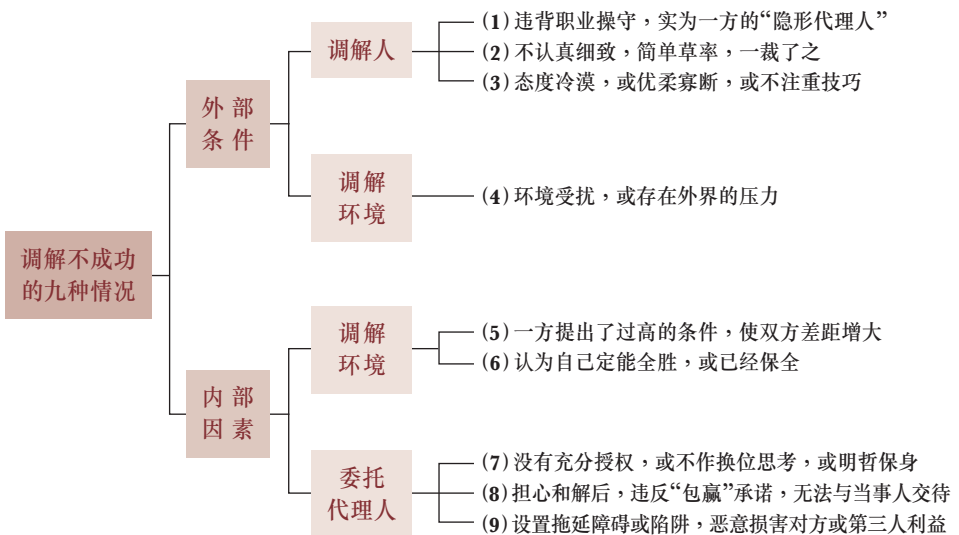 调解不成功
的九种情况
外部
条件
调解人
(1)违背职业操守，实为一方的“隐形代理人”
(2)不认真细致，简单草率，一裁了之
(3)态度冷漠，或优柔寡断，或不注重技巧
调解
环境
(4)环境受扰，或存在外界的压力
内部
因素
调解
环境
(5)一方提出了过高的条件，使双方差距增大
(6)认为自己定能全胜，或已经保全
委托
代理人
(7)没有充分授权，或不作换位思考，或明哲保身
(8)担心和解后，违反“包赢”承诺，无法与当事人交待
(9)设置拖延障碍或陷阱，恶意损害对方或第三人利益